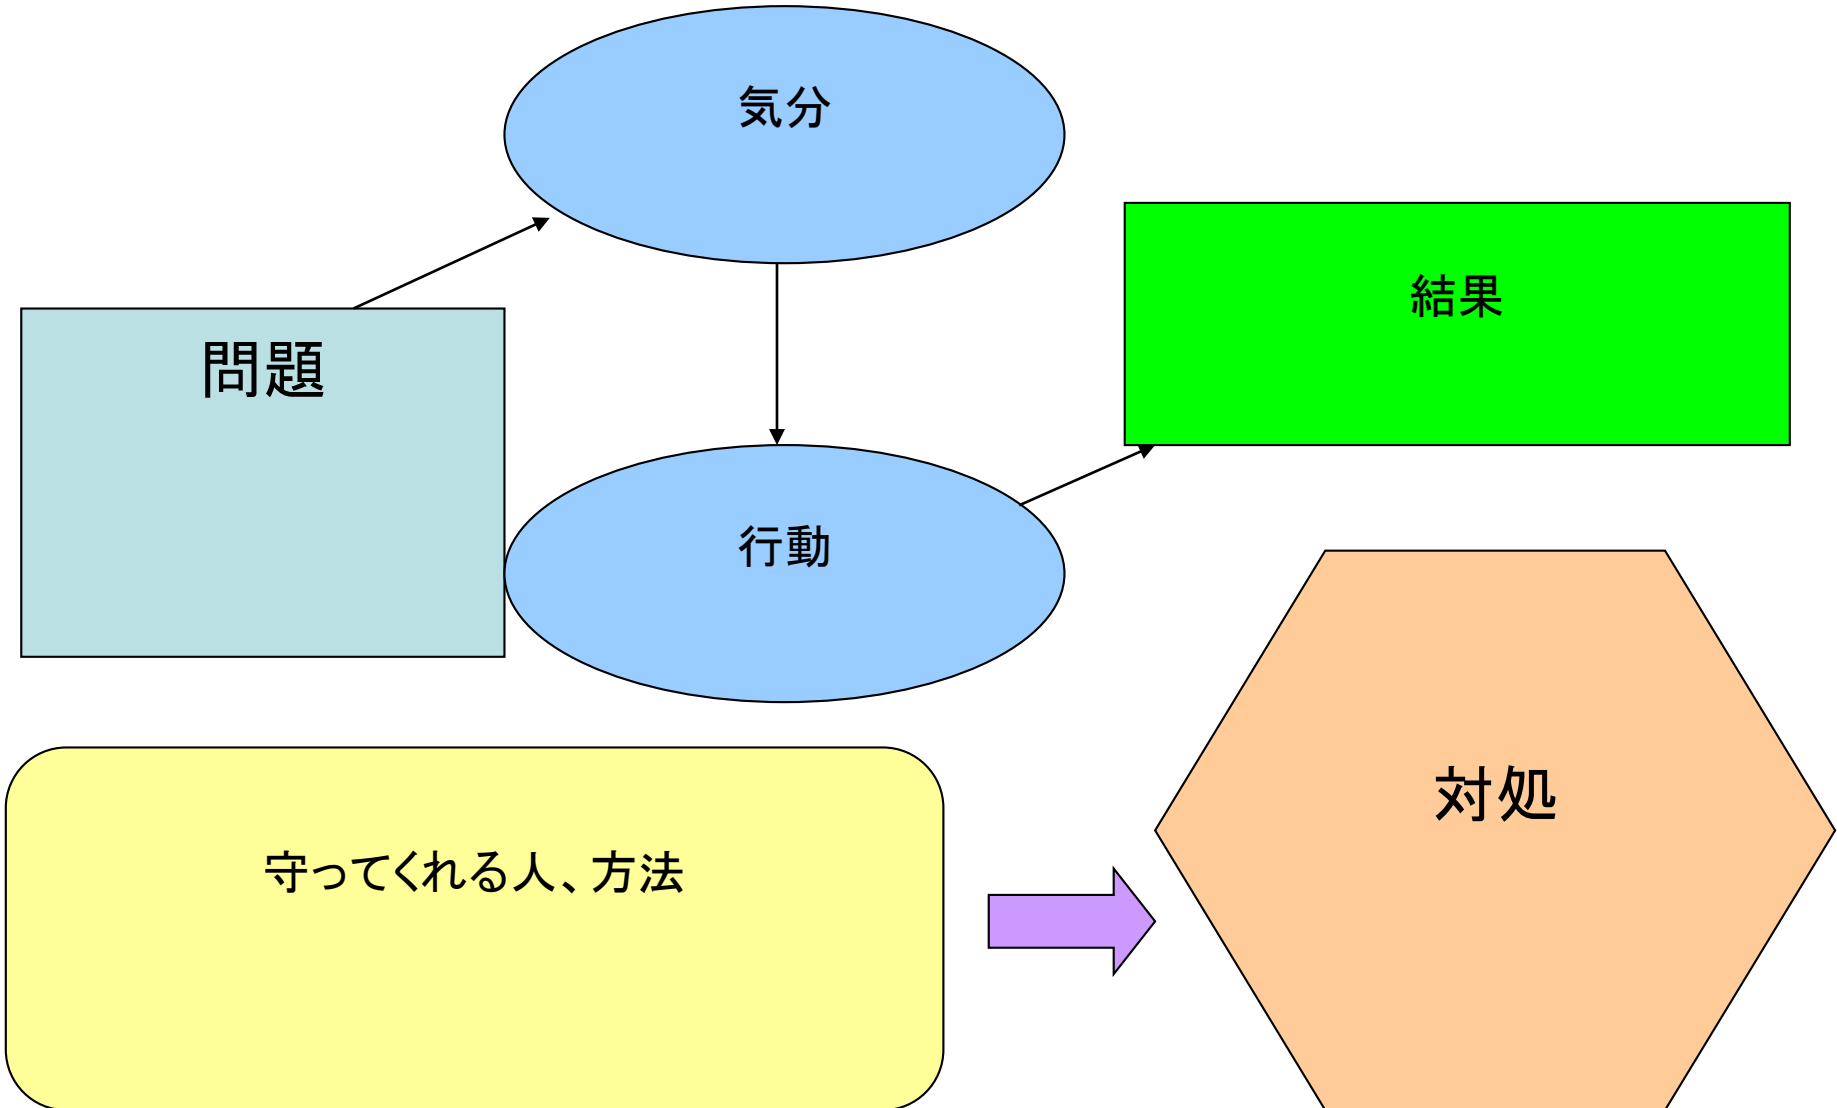 気分
結果
問題
行動
対処
守ってくれる人、方法